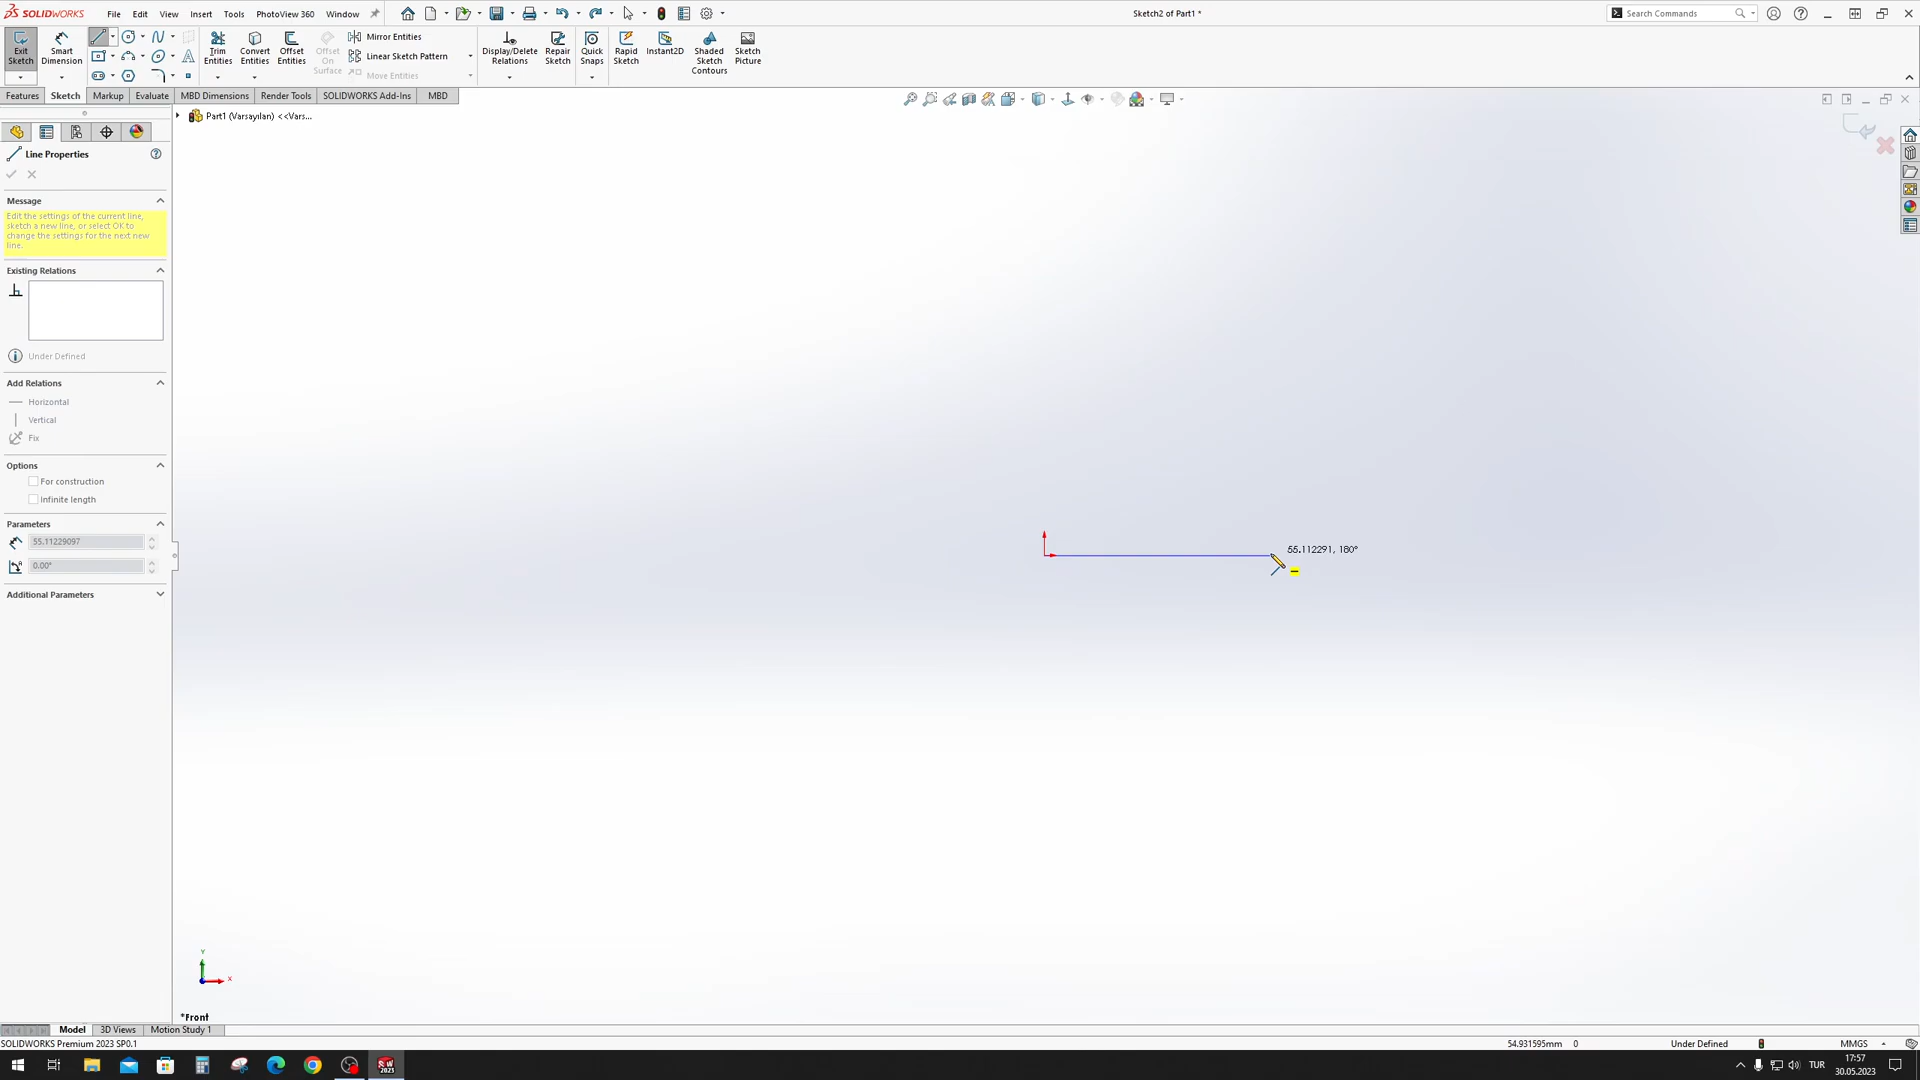 SOLIDWORKS
File
Edit
View
Insert
Tools
PhotoView 360
Window
Sketch2 of Part1 *
Search Commands
Exit
Sketch
Smart
Dimension
Trim
Entities
Convert
Entities
Offset
Entities
Offset
On
Surface
Mirror Entities
Linear Sketch Pattern
Move Entities
Display/Delete
Relations
Repair
Sketch
Quick
Snaps
Rapid
Sketch
Instant2D
Shaded
Sketch
Contours
Sketch
Picture
Features
Sketch
Markup
Evaluate
MBD Dimensions
Render Tools
SOLIDWORKS Add-Ins
MBD
Part1 (Varsayılan) <<Vars...
Line Properties
Message
Edit the settings of the current line,
sketch a new line, or select OK to
change the settings for the next new
line.
Existing Relations
Under Defined
Add Relations
Horizontal
Vertical
Fix
Options
For construction
Infinite length
Parameters
55.11229097
0.00°
Additional Parameters
55.112291, 180°
Y
X
*Front
Model
3D Views
Motion Study 1
SOLIDWORKS Premium 2023 SP0.1
54.931595mm
0
Under Defined
MMGS
SW
2023
TUR
17:57
30.05.2023